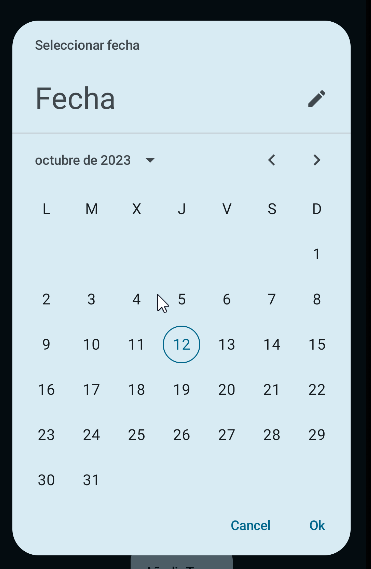 Seleccionar fecha
Fecha
octubre de 2023
L M X J V S D
1
2 3 4 5 6 7 8
9 10 11 12 13 14 15
16 17 18 19 20 21 22
23 24 25 26 27 28 29
30 31
Cancel Ok